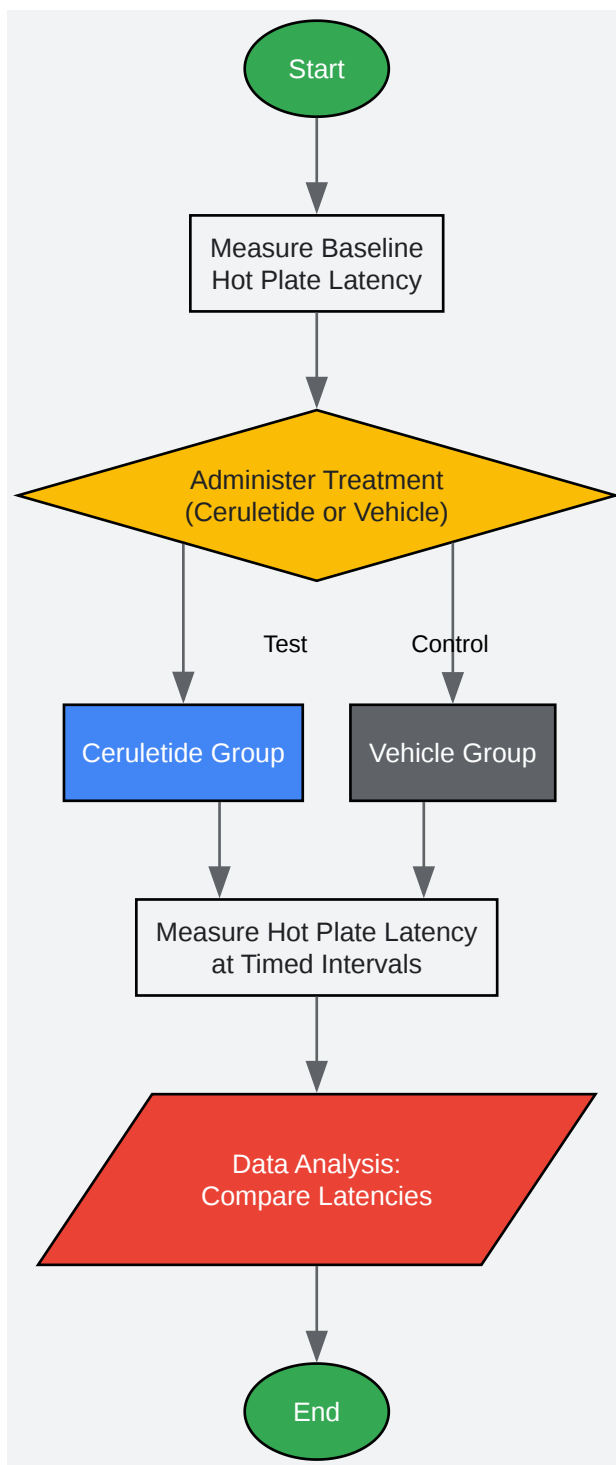 Start
Measure Baseline
Hot Plate Latency
Administer Treatment
(Ceruletide or Vehicle)
Test
Control
Ceruletide Group
Vehicle Group
Measure Hot Plate Latency
at Timed Intervals
Data Analysis:
Compare Latencies
End